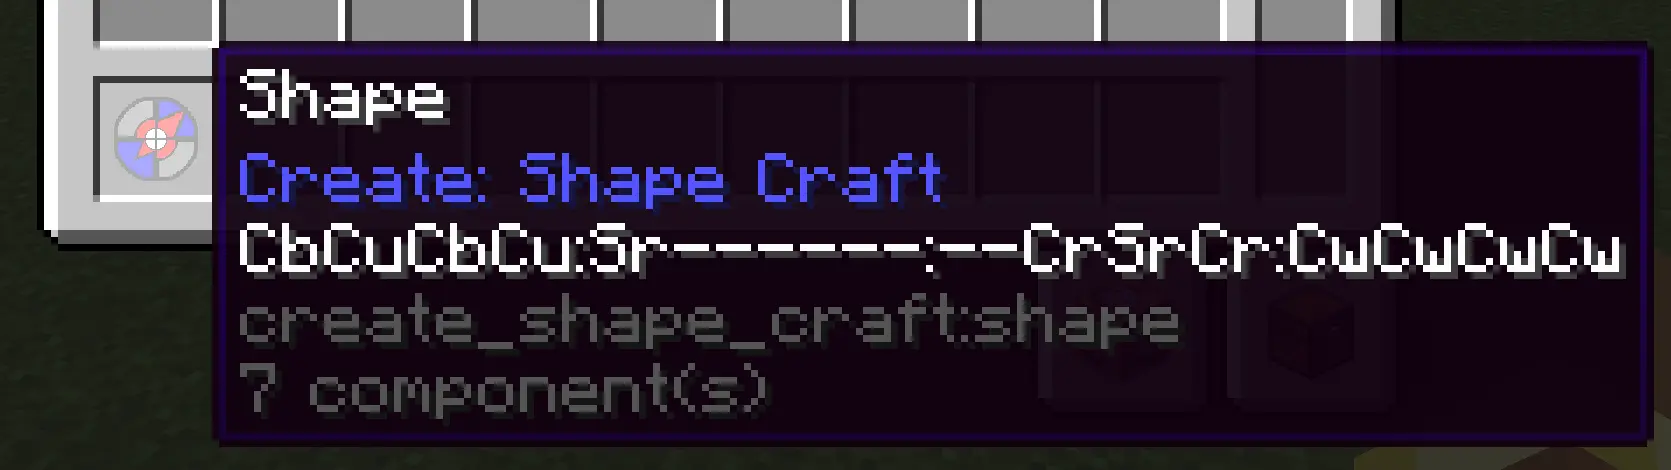 Shape
Create: Shape Craft
CbCuCbCu:Sr------:--CrSrCr:CwCwCwCw
create_shape_craft:shape
7 component(s)